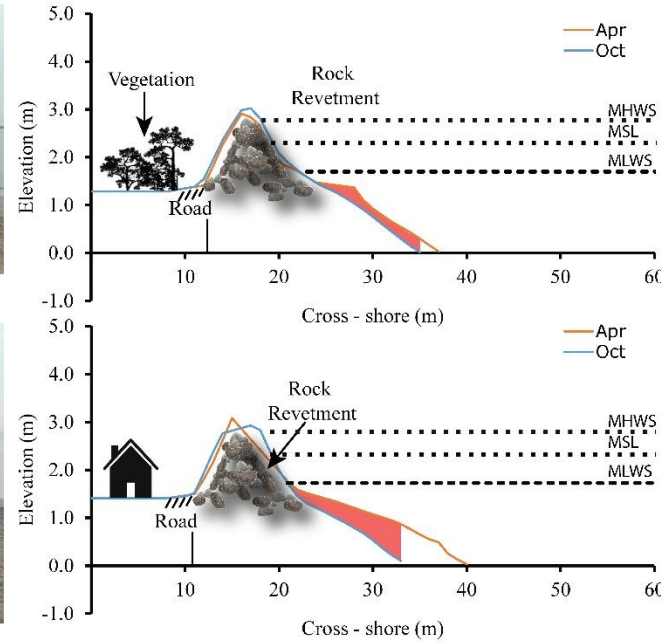 5.0
4.0
3.0
2.0
1.0
0.0
-1.0
Elevation (m)
Vegetation
Rock
Revetment
Road
Apr
Oct
MHWS
MSL
MLWS
10 20 30 40 50 60
Cross - shore (m)
5.0
4.0
3.0
2.0
1.0
0.0
-1.0
Elevation (m)
Rock
Revetment
Road
Apr
Oct
MHWS
MSL
MLWS
10 20 30 40 50 60
Cross - shore (m)